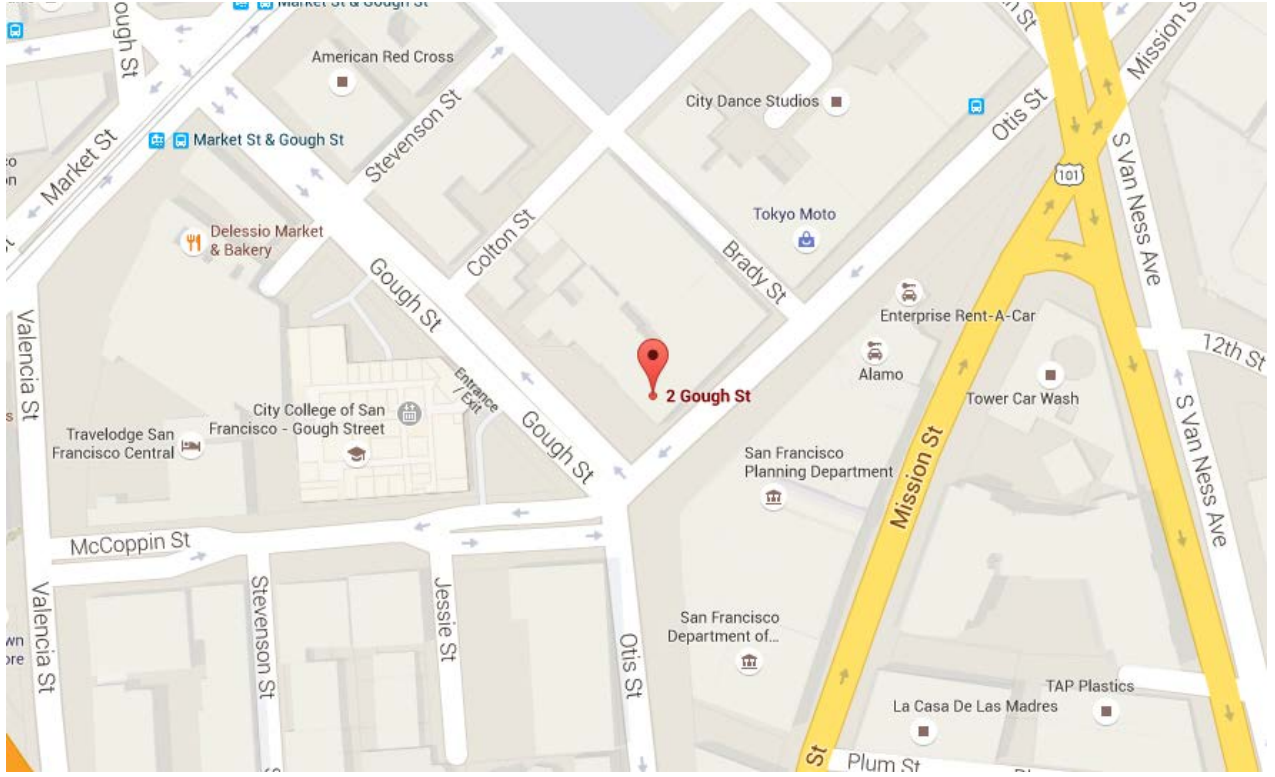 Market St & Gough St
Gough St
American Red Cross
City Dance Studios
Otis St
Mission St
Market St & Gough St
Stevenson St
Market St
S Van Ness Ave
101
Tokyo Moto
Delessio Market
& Bakery
Colton St
Brady St
Gough St
Enterprise Rent-A-Car
12th St
Valencia St
Alamo
Entrance
/ Exit
2 Gough St
Tower Car Wash
City College of San
Francisco - Gough Street
Gough St
Travelodge San
Francisco Central
San Francisco
Planning Department
Mission St
S Van Ness Ave
McCoppin St
Valencia St
Stevenson St
Jessie St
Otis St
San Francisco
Department of...
TAP Plastics
La Casa De Las Madres
St
Plum St